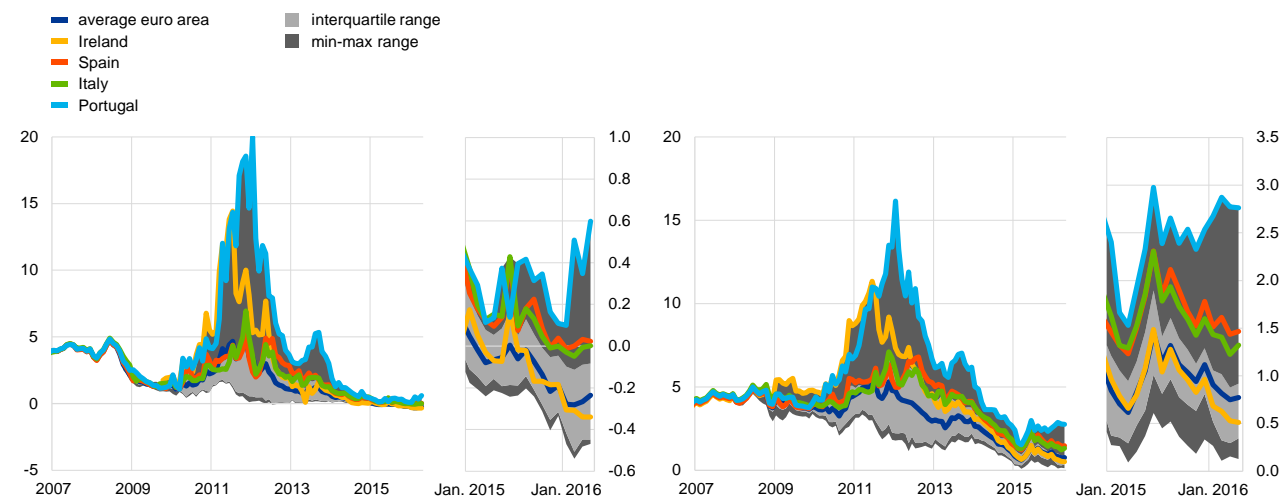 average euro area
Ireland
Spain
Italy
Portugal
interquartile range
min-max range
20
15
10
5
0
-5
2007 2009 2011 2013 2015
1.0
0.8
0.6
0.4
0.2
0.0
-0.2
-0.4
-0.6
Jan. 2015 Jan. 2016
20
15
10
5
0
2007 2009 2011 2013 2015
3.5
3.0
2.5
2.0
1.5
1.0
0.5
0.0
Jan. 2015 Jan. 2016